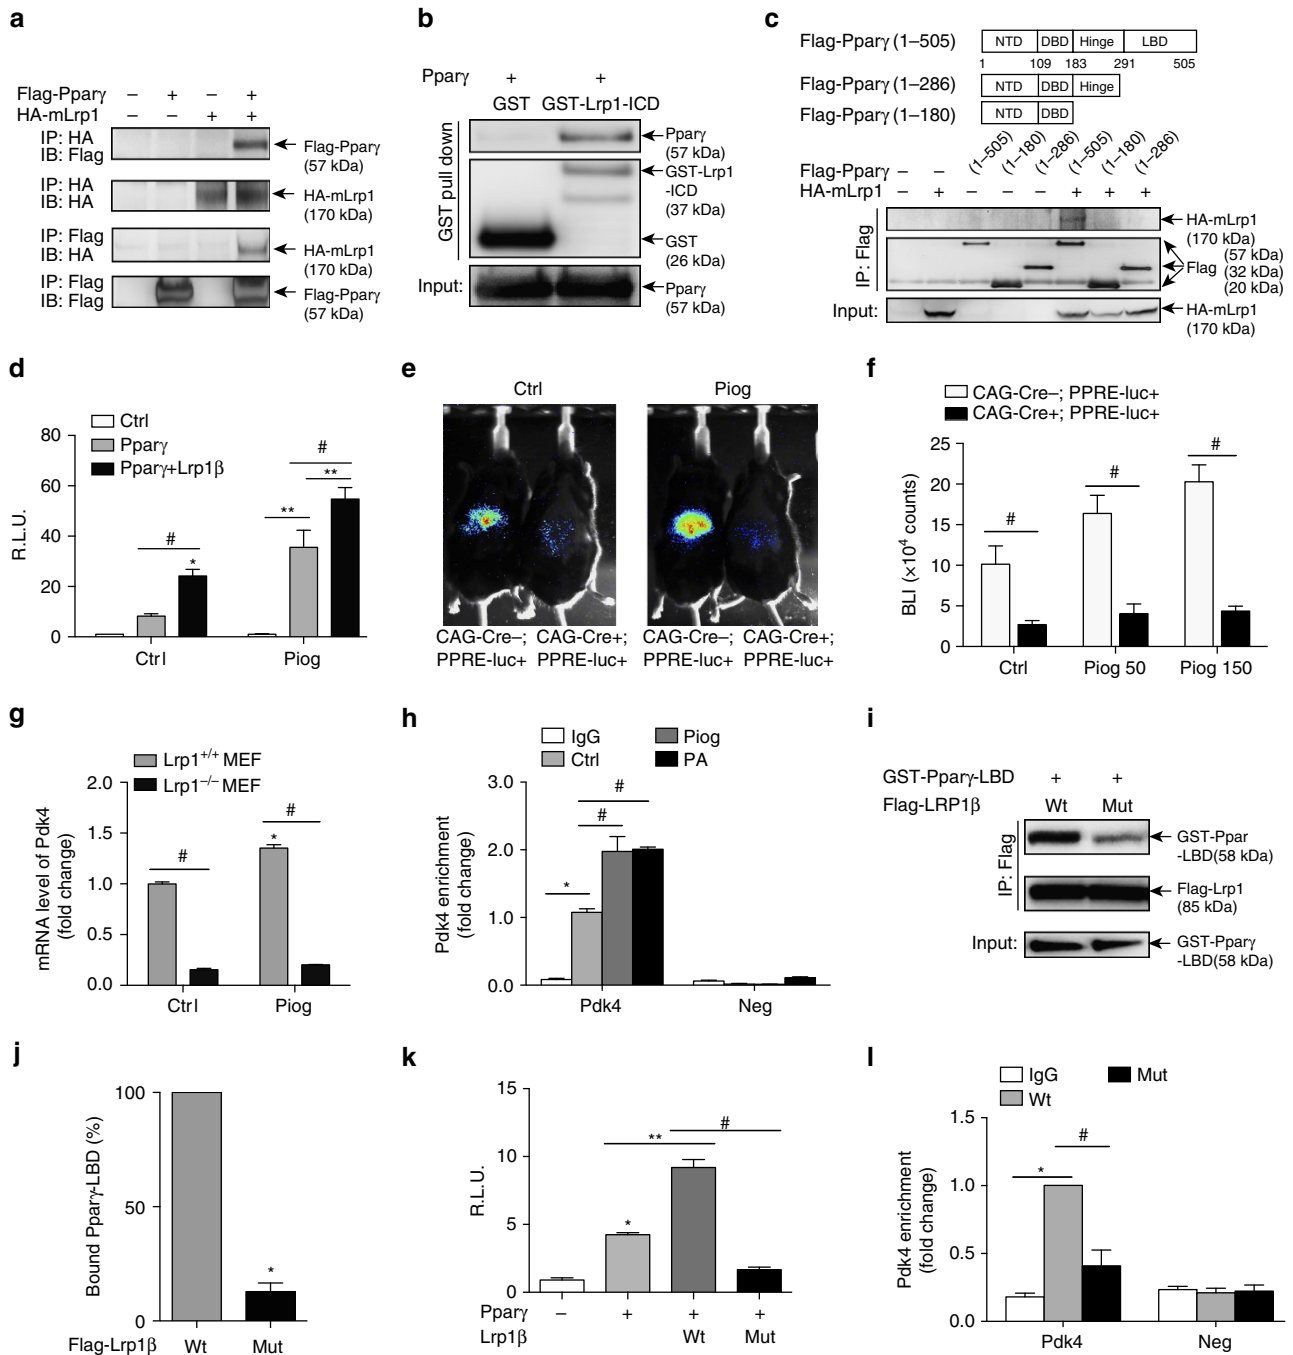 a
Flag-Pparγ – + – +
HA-mLrp1 – – + +
IP: HA
IB: Flag
Flag-Pparγ
(57 kDa)
IP: HA
IB: HA
HA-mLrp1
(170 kDa)
IP: Flag
IB: HA
HA-mLrp1
(170 kDa)
IP: Flag
IB: Flag
Flag-Pparγ
(57 kDa)
b
Pparγ + +
GST GST-Lrp1-ICD
GST pull down
Pparγ
(57 kDa)
GST-Lrp1
-ICD
(37 kDa)
GST
(26 kDa)
Input:
Pparγ
(57 kDa)
c
Flag-Pparγ (1–505) NTD DBD Hinge LBD
1 109 183 291 505
Flag-Pparγ (1–286) NTD DBD Hinge
Flag-Pparγ (1–180) NTD DBD
Flag-Pparγ – – (1–505) (1–180) (1–286) (1–505) (1–180) (1–286)
HA-mLrp1 – + – – – + + +
IP: Flag
HA-mLrp1
(170 kDa)
(57 kDa)
Flag (32 kDa)
(20 kDa)
Input:
HA-mLrp1
(170 kDa)
d
Ctrl
Pparγ
Pparγ+Lrp1β
R.L.U.
80
60
40
20
0
#
*
**
**
#
Ctrl Piog
e
Ctrl Piog
CAG-Cre–; CAG-Cre+; CAG-Cre–; CAG-Cre+;
PPRE-luc+ PPRE-luc+ PPRE-luc+ PPRE-luc+
f
CAG-Cre–; PPRE-luc+
CAG-Cre+; PPRE-luc+
BLI (×10⁴ counts)
25
20
15
10
5
0
# # #
Ctrl Piog 50 Piog 150
g
Lrp1+/+ MEF
Lrp1–/– MEF
mRNA level of Pdk4
(fold change)
2.0
1.5
1.0
0.5
0.0
#
#
*
Ctrl Piog
h
IgG Piog
Ctrl PA
Pdk4 enrichment
(fold change)
3.0
2.0
1.0
0.0
#
#
*
Pdk4 Neg
i
GST-Pparγ-LBD + +
Flag-LRP1β Wt Mut
IP: Flag
GST-Ppar
-LBD(58 kDa)
Flag-Lrp1
(85 kDa)
Input:
GST-Pparγ
-LBD(58 kDa)
j
Bound Pparγ-LBD (%)
100
50
0
*
Flag-Lrp1β Wt Mut
k
R.L.U.
15
10
5
0
#
**
*
Pparγ – + + +
Lrp1β Wt Mut
l
IgG Mut
Wt
Pdk4 enrichment
(fold change)
1.5
1.0
0.5
0.0
#
*
Pdk4 Neg